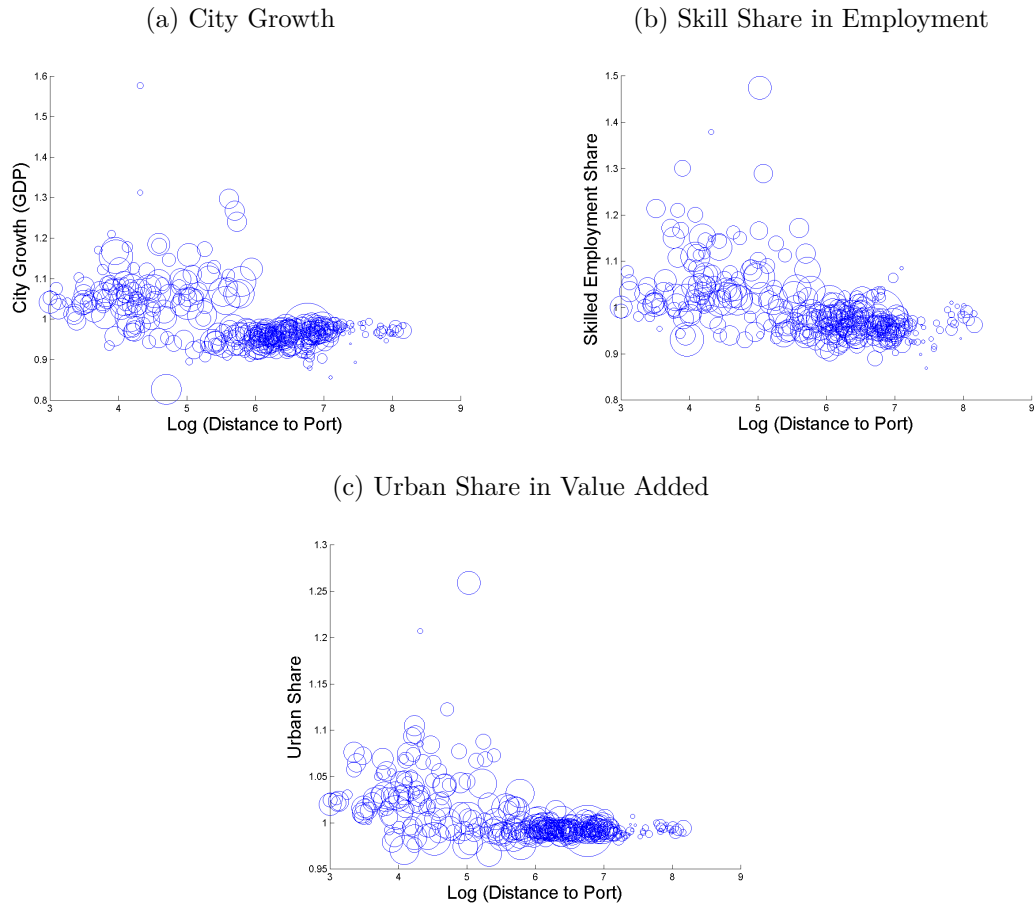 (a) City Growth
1.6
1.5
1.4
1.3
1.2
1.1
1
0.9
0.8
City Growth (GDP)
3 4 5 6 7 8 9
Log (Distance to Port)
(b) Skill Share in Employment
1.5
1.4
1.3
1.2
1.1
1
0.9
0.8
Skilled Employment Share
3 4 5 6 7 8 9
Log (Distance to Port)
(c) Urban Share in Value Added
1.3
1.25
1.2
1.15
1.1
1.05
1
0.95
Urban Share
3 4 5 6 7 8 9
Log (Distance to Port)